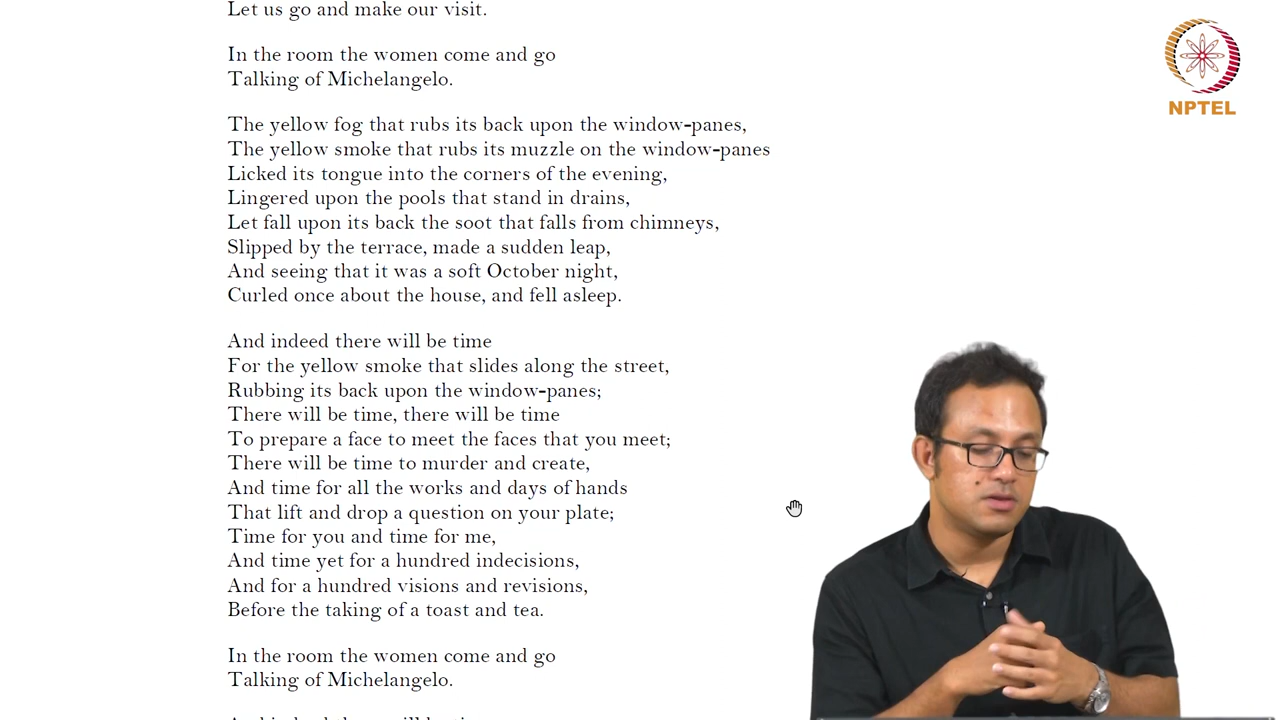 Let us go and make our visit.
In the room the women come and go
Talking of Michelangelo.
The yellow fog that rubs its back upon the window-panes,
The yellow smoke that rubs its muzzle on the window-panes
Licked its tongue into the corners of the evening,
Lingered upon the pools that stand in drains,
Let fall upon its back the soot that falls from chimneys,
Slipped by the terrace, made a sudden leap,
And seeing that it was a soft October night,
Curled once about the house, and fell asleep.
And indeed there will be time
For the yellow smoke that slides along the street,
Rubbing its back upon the window-panes;
There will be time, there will be time
To prepare a face to meet the faces that you meet;
There will be time to murder and create,
And time for all the works and days of hands
That lift and drop a question on your plate;
Time for you and time for me,
And time yet for a hundred indecisions,
And for a hundred visions and revisions,
Before the taking of a toast and tea.
In the room the women come and go
Talking of Michelangelo.
NPTEL